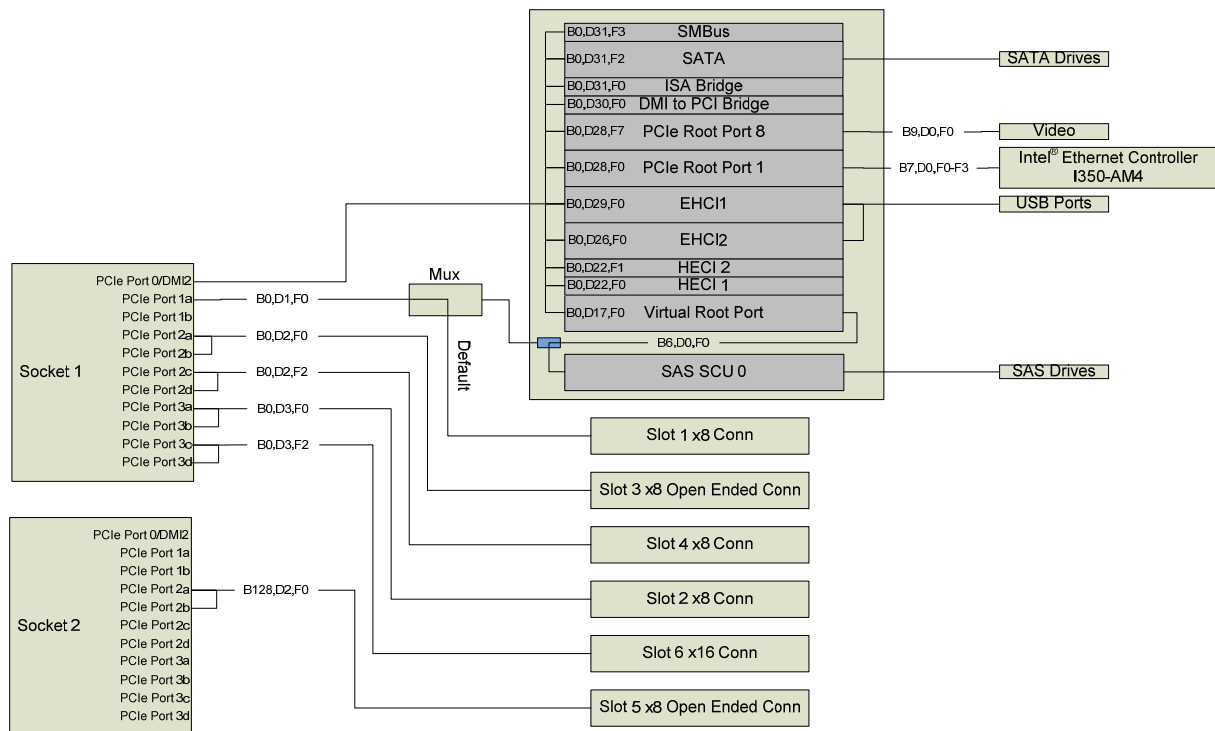 B0,D31,F3 SMBus
B0,D31,F2 SATA
SATA Drives
B0,D31,F0 ISA Bridge
B0,D30,F0 DMI to PCI Bridge
B0,D28,F7 PCIe Root Port 8
B9,D0,F0
Video
B0,D28,F0 PCIe Root Port 1
B7,D0,F0-F3
Intel® Ethernet Controller
I350-AM4
B0,D29,F0 EHCI1
USB Ports
B0,D26,F0 EHCI2
B0,D22,F1 HECI 2
B0,D22,F0 HECI 1
B0,D17,F0 Virtual Root Port
B6,D0,F0
SAS SCU 0
SAS Drives
Mux
Default
Socket 1
PCIe Port 0/DMI2
PCIe Port 1a
B0,D1,F0
PCIe Port 1b
PCIe Port 2a
B0,D2,F0
PCIe Port 2b
PCIe Port 2c
B0,D2,F2
PCIe Port 2d
PCIe Port 3a
B0,D3,F0
PCIe Port 3b
PCIe Port 3c
B0,D3,F2
PCIe Port 3d
Slot 1 x8 Conn
Slot 3 x8 Open Ended Conn
Slot 4 x8 Conn
Slot 2 x8 Conn
Slot 6 x16 Conn
Slot 5 x8 Open Ended Conn
Socket 2
PCIe Port 0/DMI2
PCIe Port 1a
PCIe Port 1b
PCIe Port 2a
B128,D2,F0
PCIe Port 2b
PCIe Port 2c
PCIe Port 2d
PCIe Port 3a
PCIe Port 3b
PCIe Port 3c
PCIe Port 3d